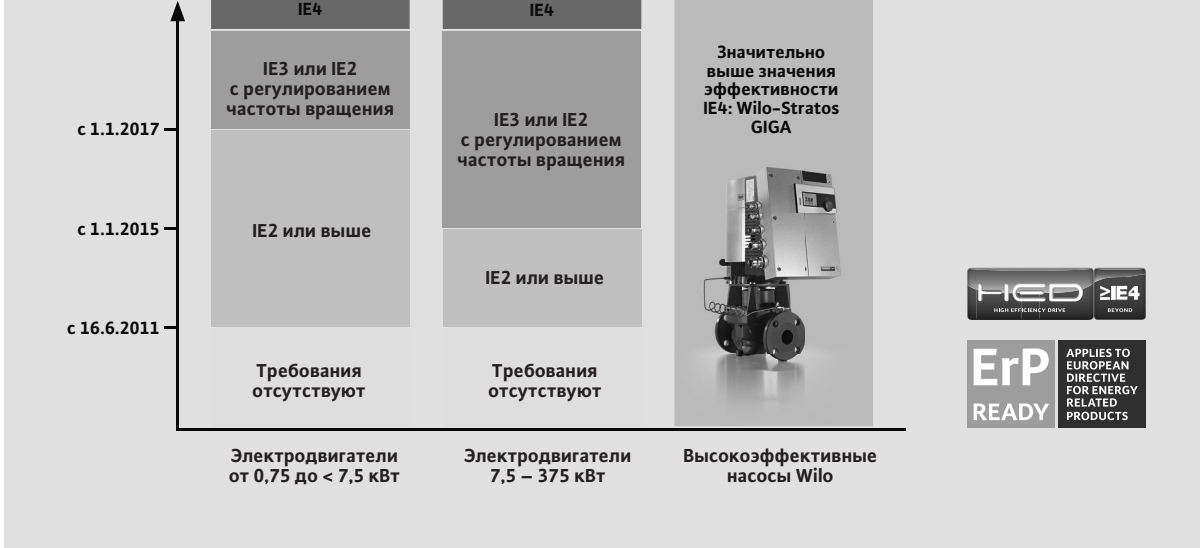 IE4
IE4
Значительно
выше значения
эффективности
IE4: Wilo-Stratos
GIGA
IE3 или IE2
с регулированием
частоты вращения
IE3 или IE2
с регулированием
частоты вращения
с 1.1.2017
с 1.1.2015
IE2 или выше
IE2 или выше
с 16.6.2011
Требования
отсутствуют
Требования
отсутствуют
Электродвигатели
от 0,75 до < 7,5 кВт
Электродвигатели
7,5 – 375 кВт
Высокоэффективные
насосы Wilo
HED
HIGH EFFICIENCY DRIVE
≥IE4
BEYOND
ErP
READY
APPLIES TO
EUROPEAN
DIRECTIVE
FOR ENERGY
RELATED
PRODUCTS